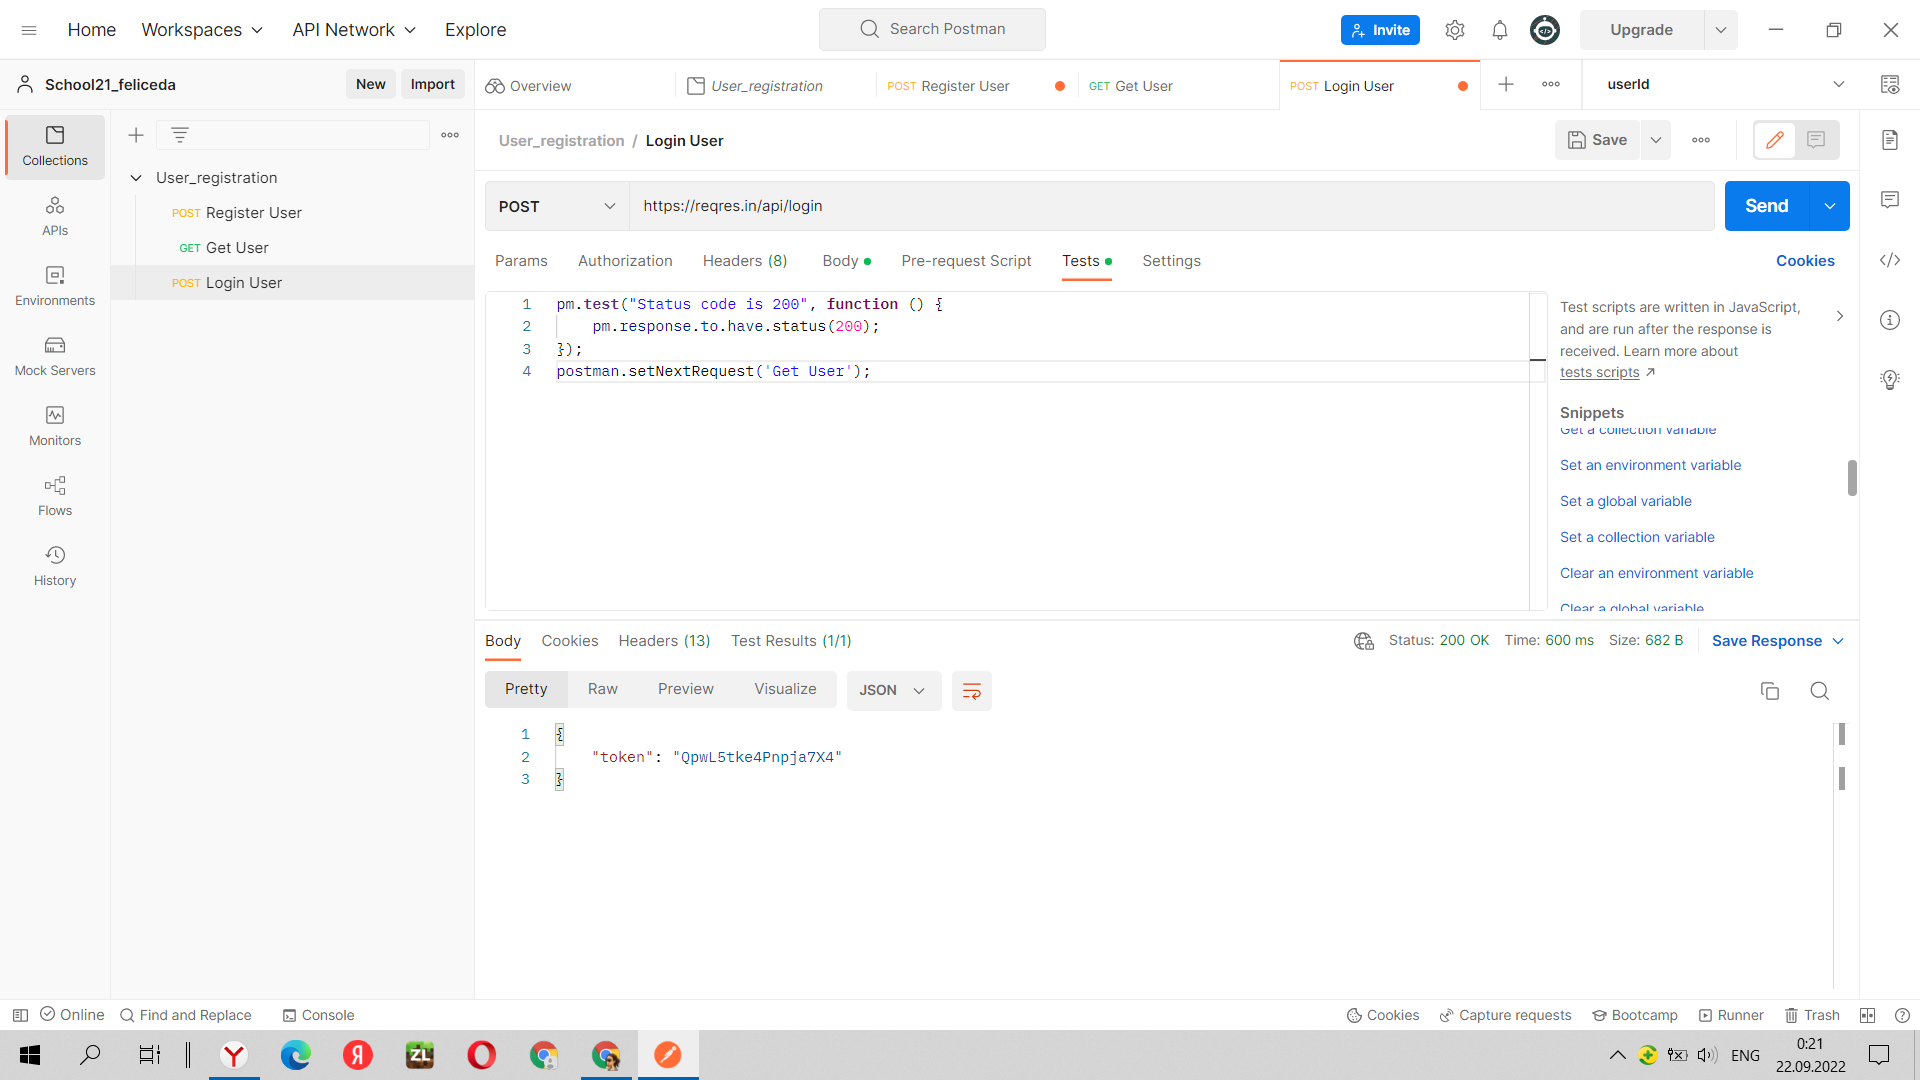 Home Workspaces API Network Explore Search Postman Invite Upgrade
School21_feliceda New Import Overview User_registration POST Register User GET Get User POST Login User userId
Collections
APIs
Environments
Mock Servers
Monitors
Flows
History
User_registration
POST Register User
GET Get User
POST Login User
User_registration / Login User Save
POST https://reqres.in/api/login Send
Params Authorization Headers (8) Body Pre-request Script Tests Settings Cookies
1 pm.test("Status code is 200", function () {
2 pm.response.to.have.status(200);
3 });
4 postman.setNextRequest('Get User');
Test scripts are written in JavaScript,
and are run after the response is
received. Learn more about
tests scripts
Snippets
Get a collection variable
Set an environment variable
Set a global variable
Set a collection variable
Clear an environment variable
Clear a global variable
Body Cookies Headers (13) Test Results (1/1) Status: 200 OK Time: 600 ms Size: 682 B Save Response
Pretty Raw Preview Visualize JSON
1 {
2 "token": "QpwL5tke4Pnpja7X4"
3 }
Online Find and Replace Console Cookies Capture requests Bootcamp Runner Trash
Y Я ZL ENG 0:21
22.09.2022